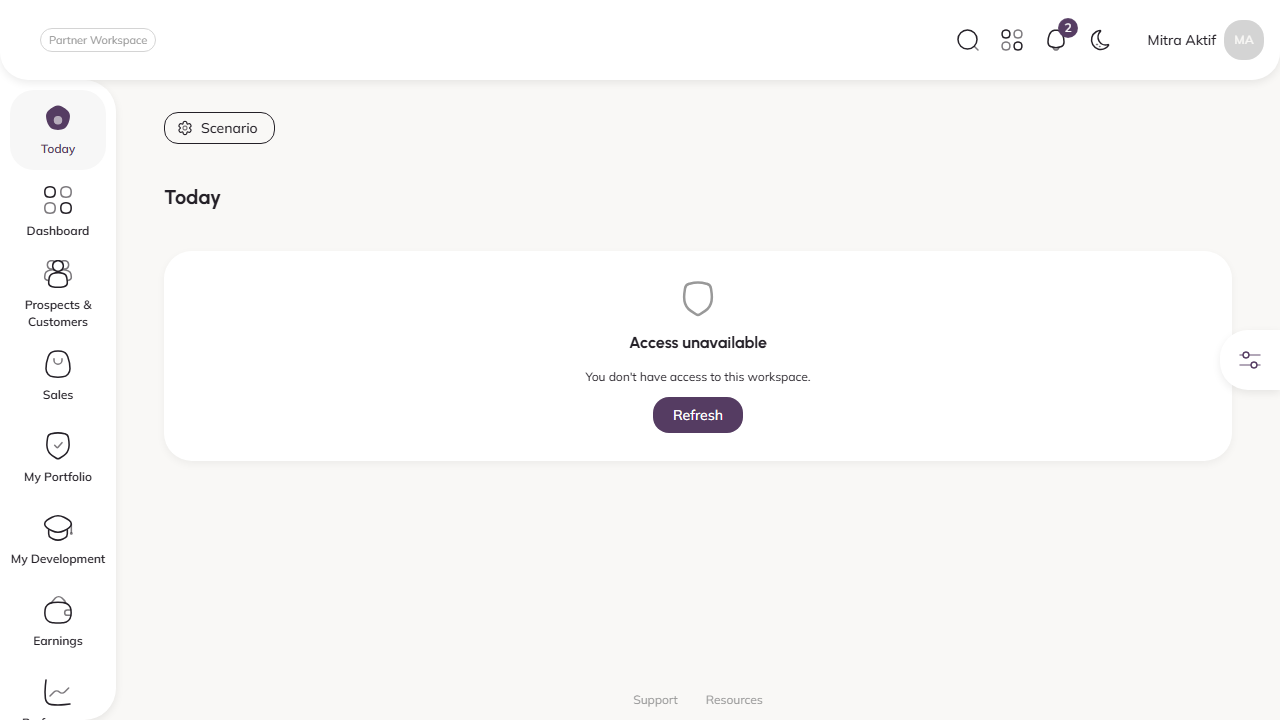 Partner Workspace
2
Mitra Aktif
MA
Today
Dashboard
Prospects &
Customers
Sales
My Portfolio
My Development
Earnings
Scenario
Today
Access unavailable
You don't have access to this workspace.
Refresh
Support
Resources